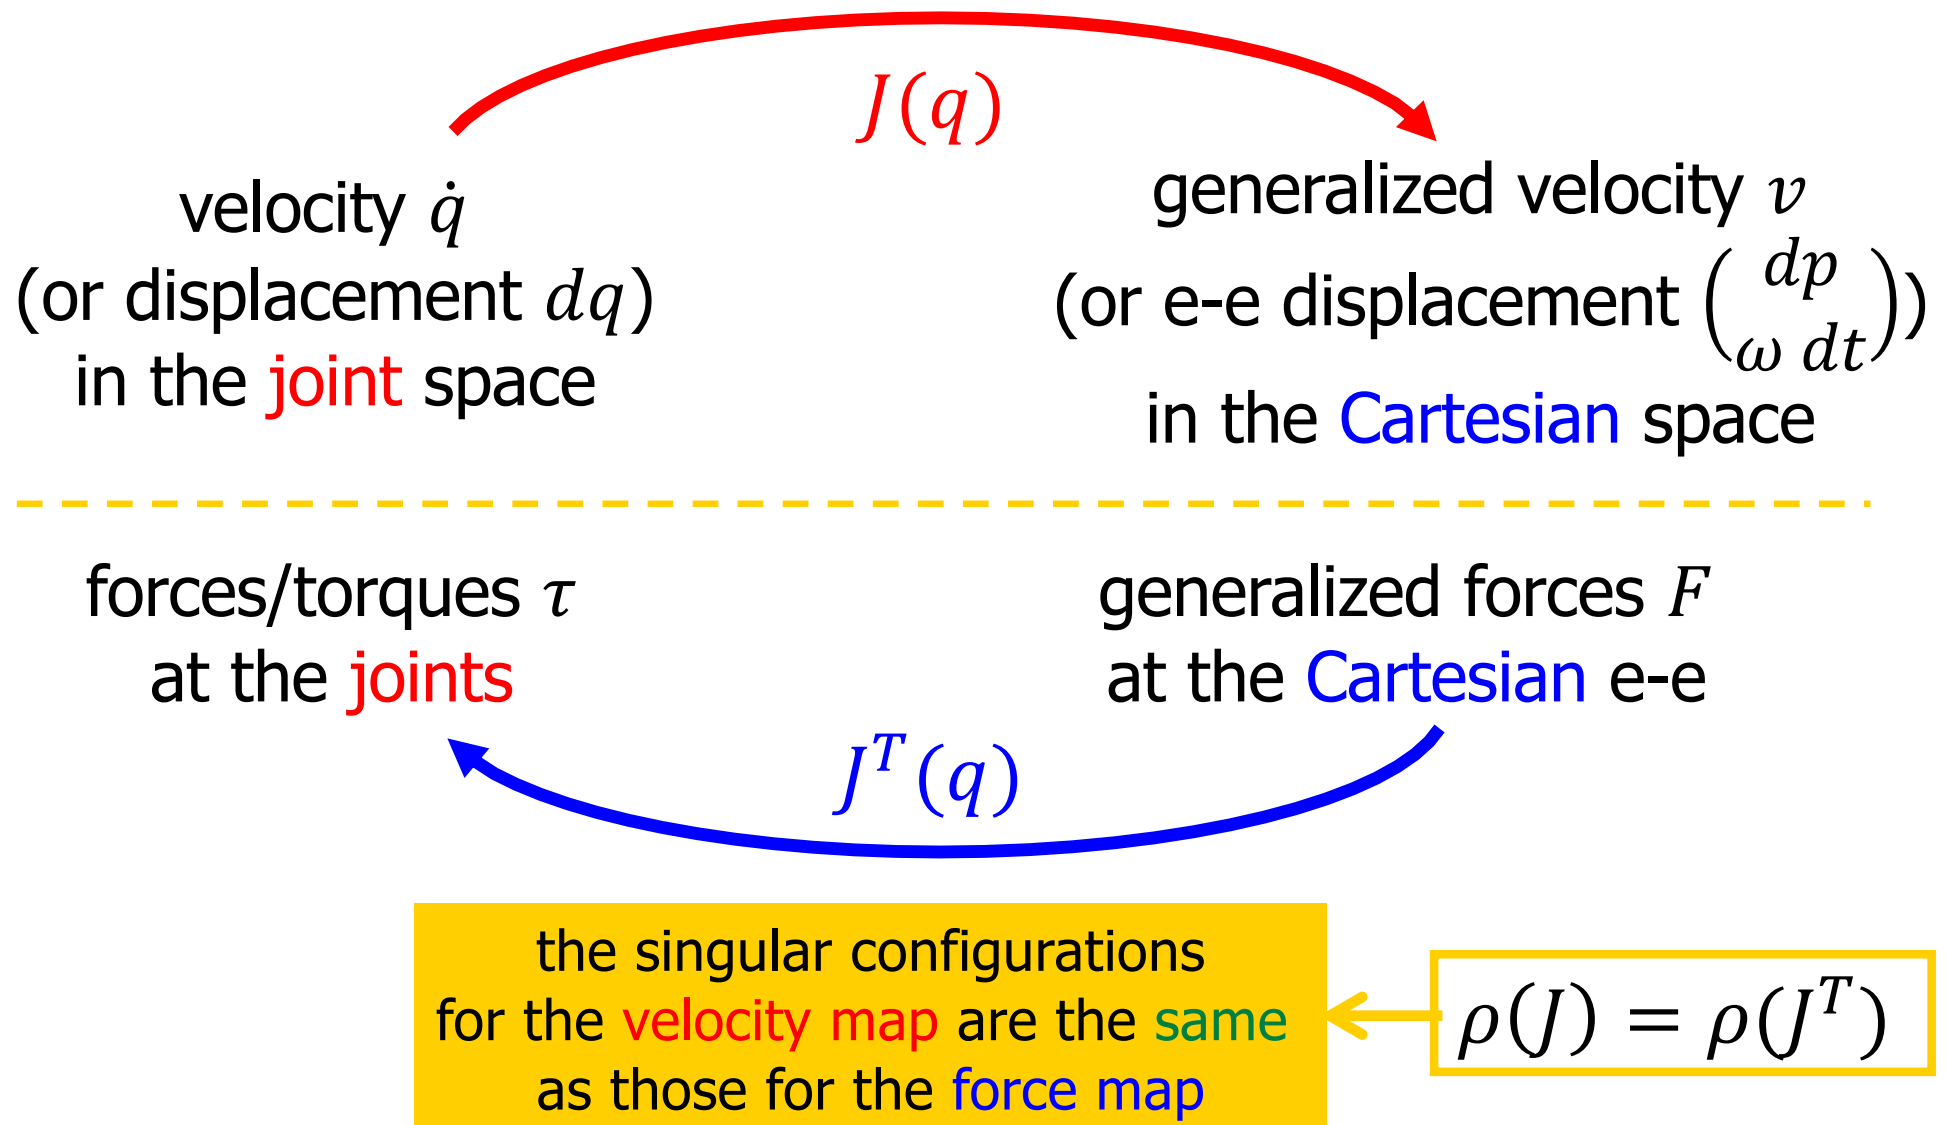 J(q)
velocity q̇
(or displacement dq)
in the joint space
generalized velocity v
(or e-e displacement (dp
ω dt))
in the Cartesian space
forces/torques τ
at the joints
generalized forces F
at the Cartesian e-e
Jᵀ(q)
the singular configurations
for the velocity map are the same
as those for the force map
ρ(J) = ρ(Jᵀ)